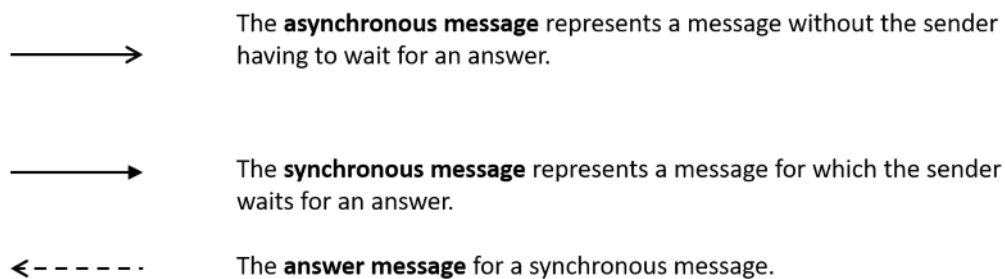 The asynchronous message represents a message without the sender
having to wait for an answer.
The synchronous message represents a message for which the sender
waits for an answer.
The answer message for a synchronous message.